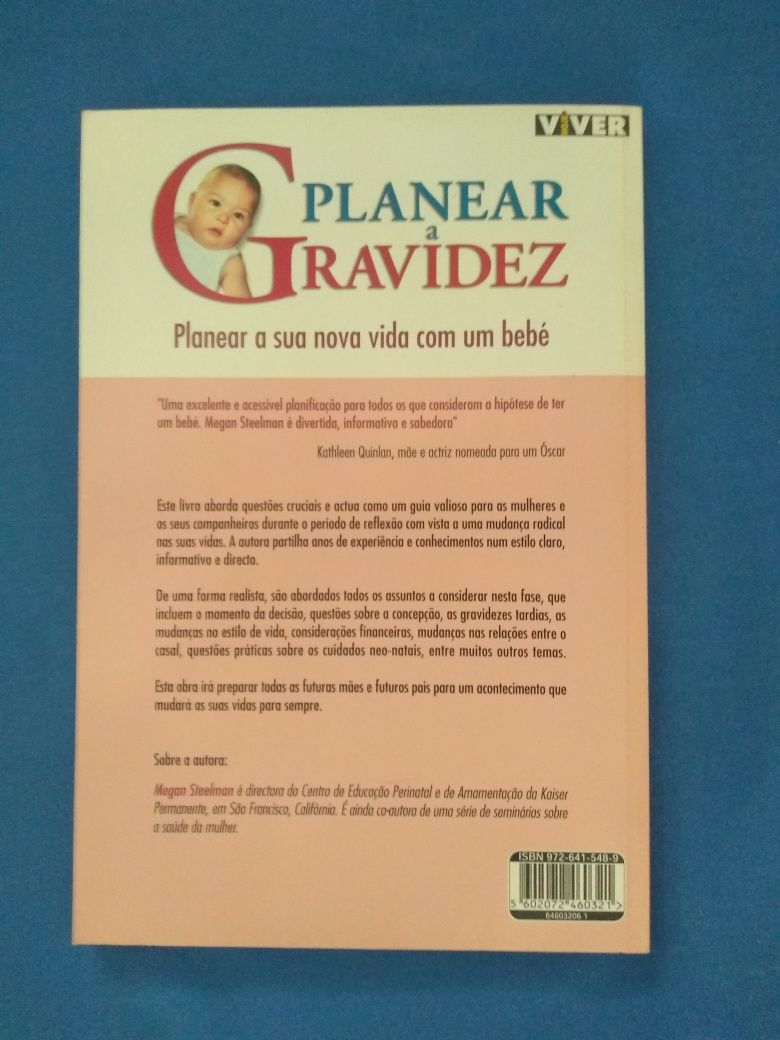 VIVER
PLANEAR
a
GRAVIDEZ
Planear a sua nova vida com um bebé
"Uma excelente e acessível planificação para todos os que consideram a hipótese de ter
um bebé. Megan Steelman é divertida, informativa e sabedora"
Kathleen Quinlan, mãe e actriz nomeada para um Óscar
Este livro aborda questões cruciais e actua como um guia valioso para as mulheres e
os seus companheiros durante o período de reflexão com vista a uma mudança radical
nas suas vidas. A autora partilha anos de experiência e conhecimentos num estilo claro,
informativo e directo.
De uma forma realista, são abordados todos os assuntos a considerar nesta fase, que
incluem o momento da decisão, questões sobre a concepção, as gravidezes tardias, as
mudanças no estilo de vida, considerações financeiras, mudanças nas relações entre o
casal, questões práticas sobre os cuidados neo-natais, entre muitos outros temas.
Esta obra irá preparar todas as futuras mães e futuros pais para um acontecimento que
mudará as suas vidas para sempre.
Sobre a autora:
Megan Steelman é directora do Centro de Educação Perinatal e de Amamentação da Kaiser
Permanente, em São Francisco, Califórnia. É ainda co-autora de uma série de seminários sobre
a saúde da mulher.
ISBN 972-641-548-9
5 602072 460321 >
64603206 1